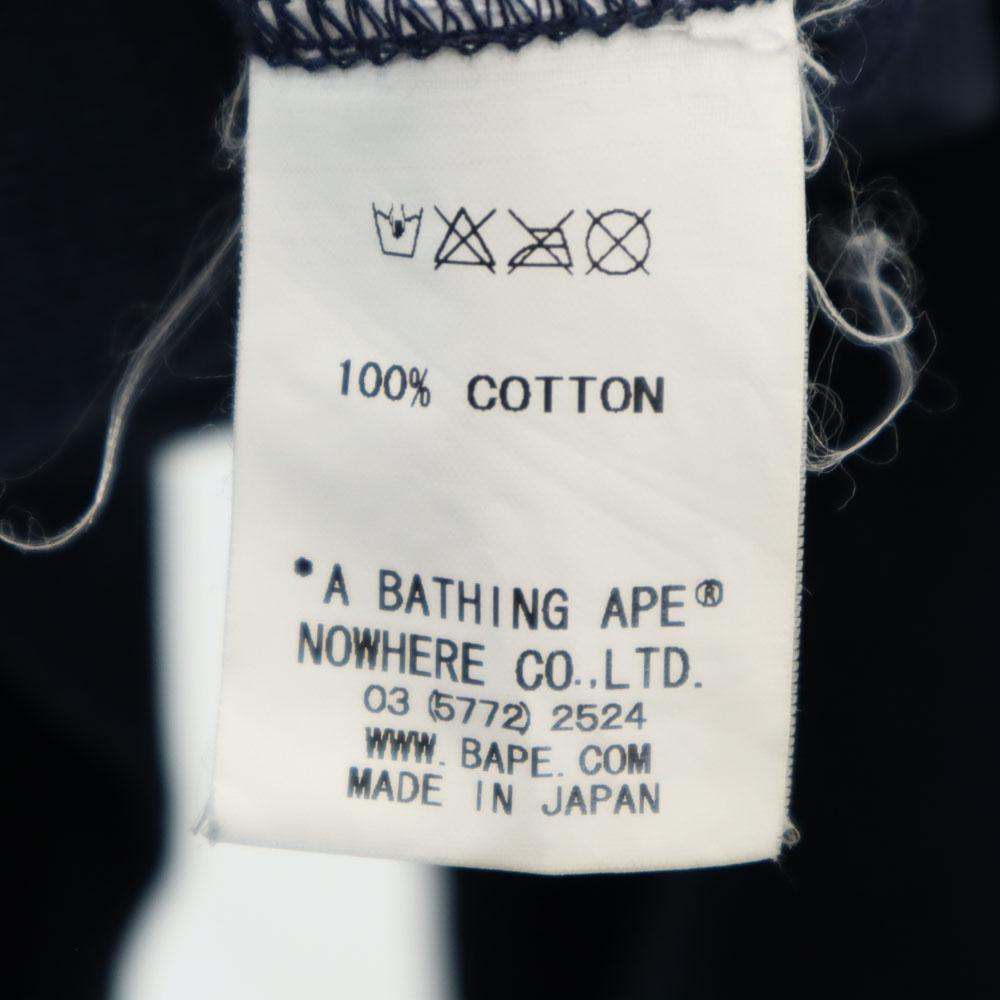 100% COTTON
*A BATHING APE®
NOWHERE CO.,LTD.
03 (5772) 2524
WWW.BAPE.COM
MADE IN JAPAN